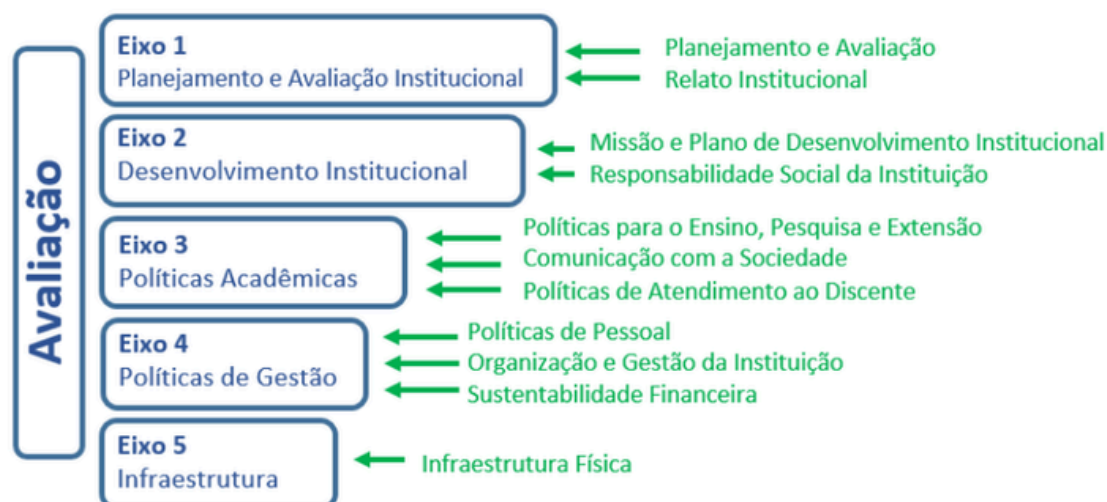 Avaliação
Eixo 1
Planejamento e Avaliação Institucional
Planejamento e Avaliação
Relato Institucional
Eixo 2
Desenvolvimento Institucional
Missão e Plano de Desenvolvimento Institucional
Responsabilidade Social da Instituição
Eixo 3
Políticas Acadêmicas
Políticas para o Ensino, Pesquisa e Extensão
Comunicação com a Sociedade
Políticas de Atendimento ao Discente
Eixo 4
Políticas de Gestão
Políticas de Pessoal
Organização e Gestão da Instituição
Sustentabilidade Financeira
Eixo 5
Infraestrutura
Infraestrutura Física